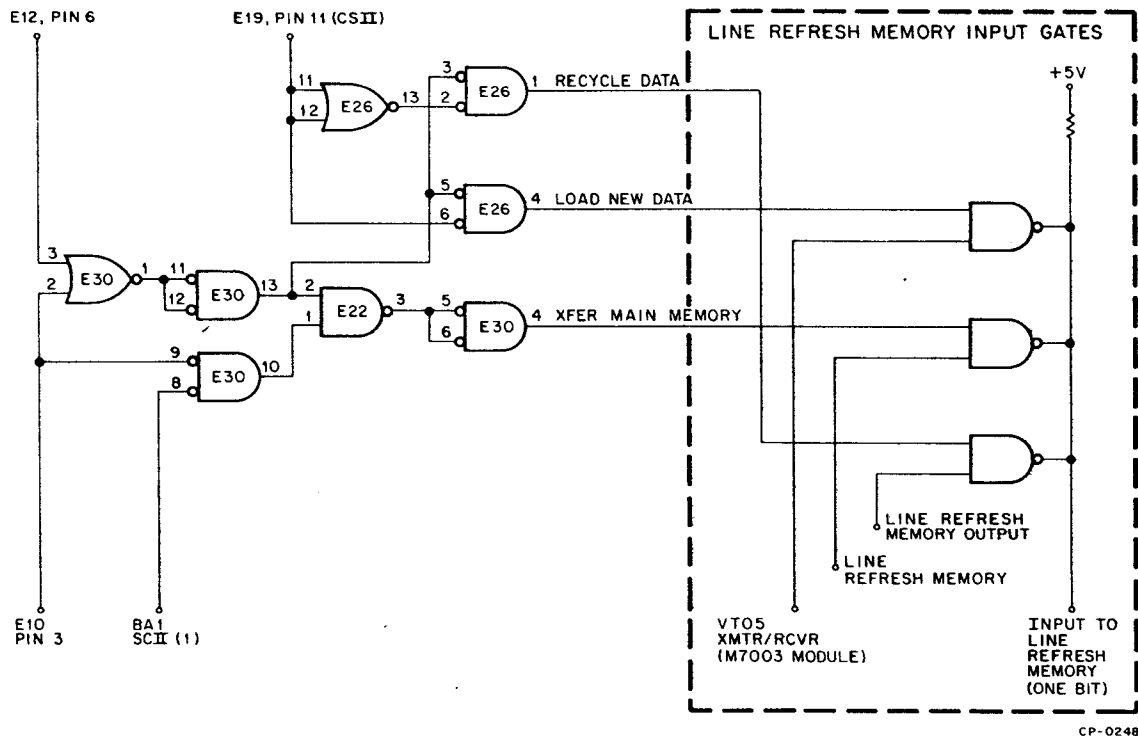 E12, PIN 6
E19, PIN 11 (CSII)
LINE REFRESH MEMORY INPUT GATES
+5V
11
12
E26
13
3
2
E26
1 RECYCLE DATA
5
6
E26
4 LOAD NEW DATA
3
2
E30
1
11
12
E30
13
2
1
E22
3
5
6
E30
4 XFER MAIN MEMORY
9
8
E30
10
LINE REFRESH
MEMORY OUTPUT
LINE
REFRESH MEMORY
E10
PIN 3
BA1
SCII (1)
VT05
XMTR/RCVR
(M7003 MODULE)
INPUT TO
LINE
REFRESH
MEMORY
(ONE BIT)
CP-0248